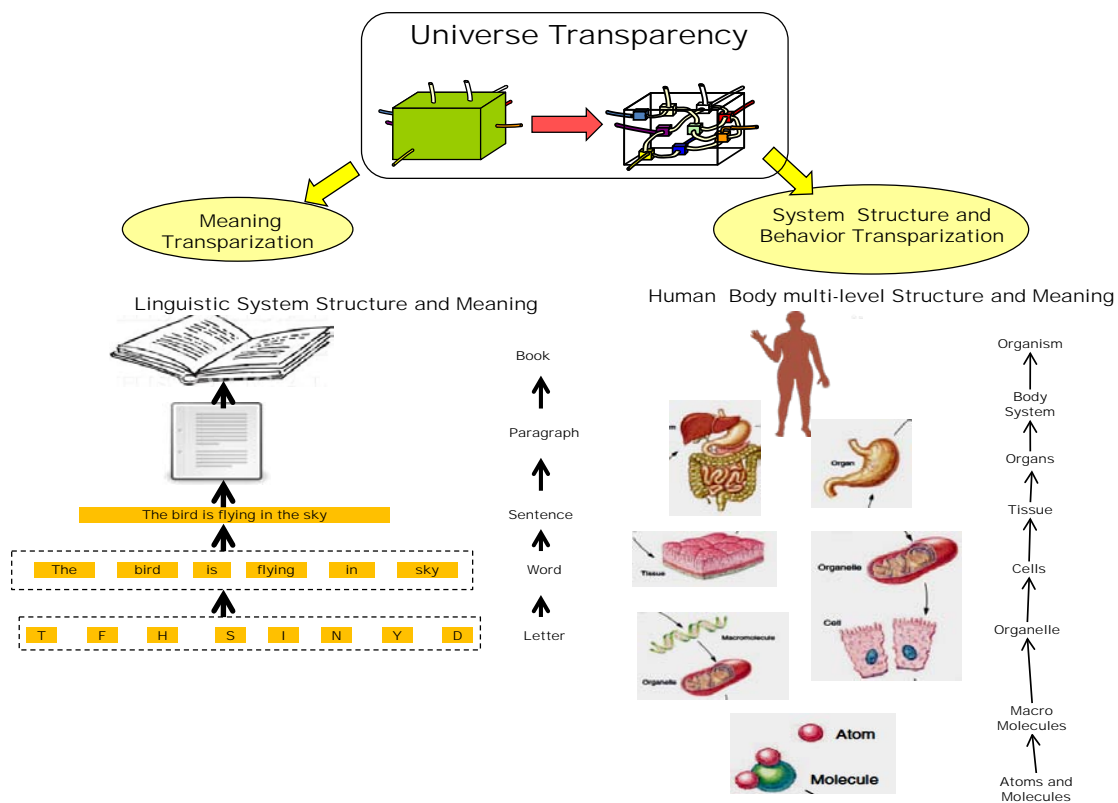 Universe Transparency
Meaning
Transparization
System Structure and
Behavior Transparization
Linguistic System Structure and Meaning
Book
Paragraph
The bird is flying in the sky
Sentence
The bird is flying in sky
Word
T F H S I N Y D
Letter
Human Body multi-level Structure and Meaning
Organ
Tissue
Organelle
Cell
Macromolecule
Organelle
Atom
Molecule
Organism
Body
System
Organs
Tissue
Cells
Organelle
Macro
Molecules
Atoms and
Molecules